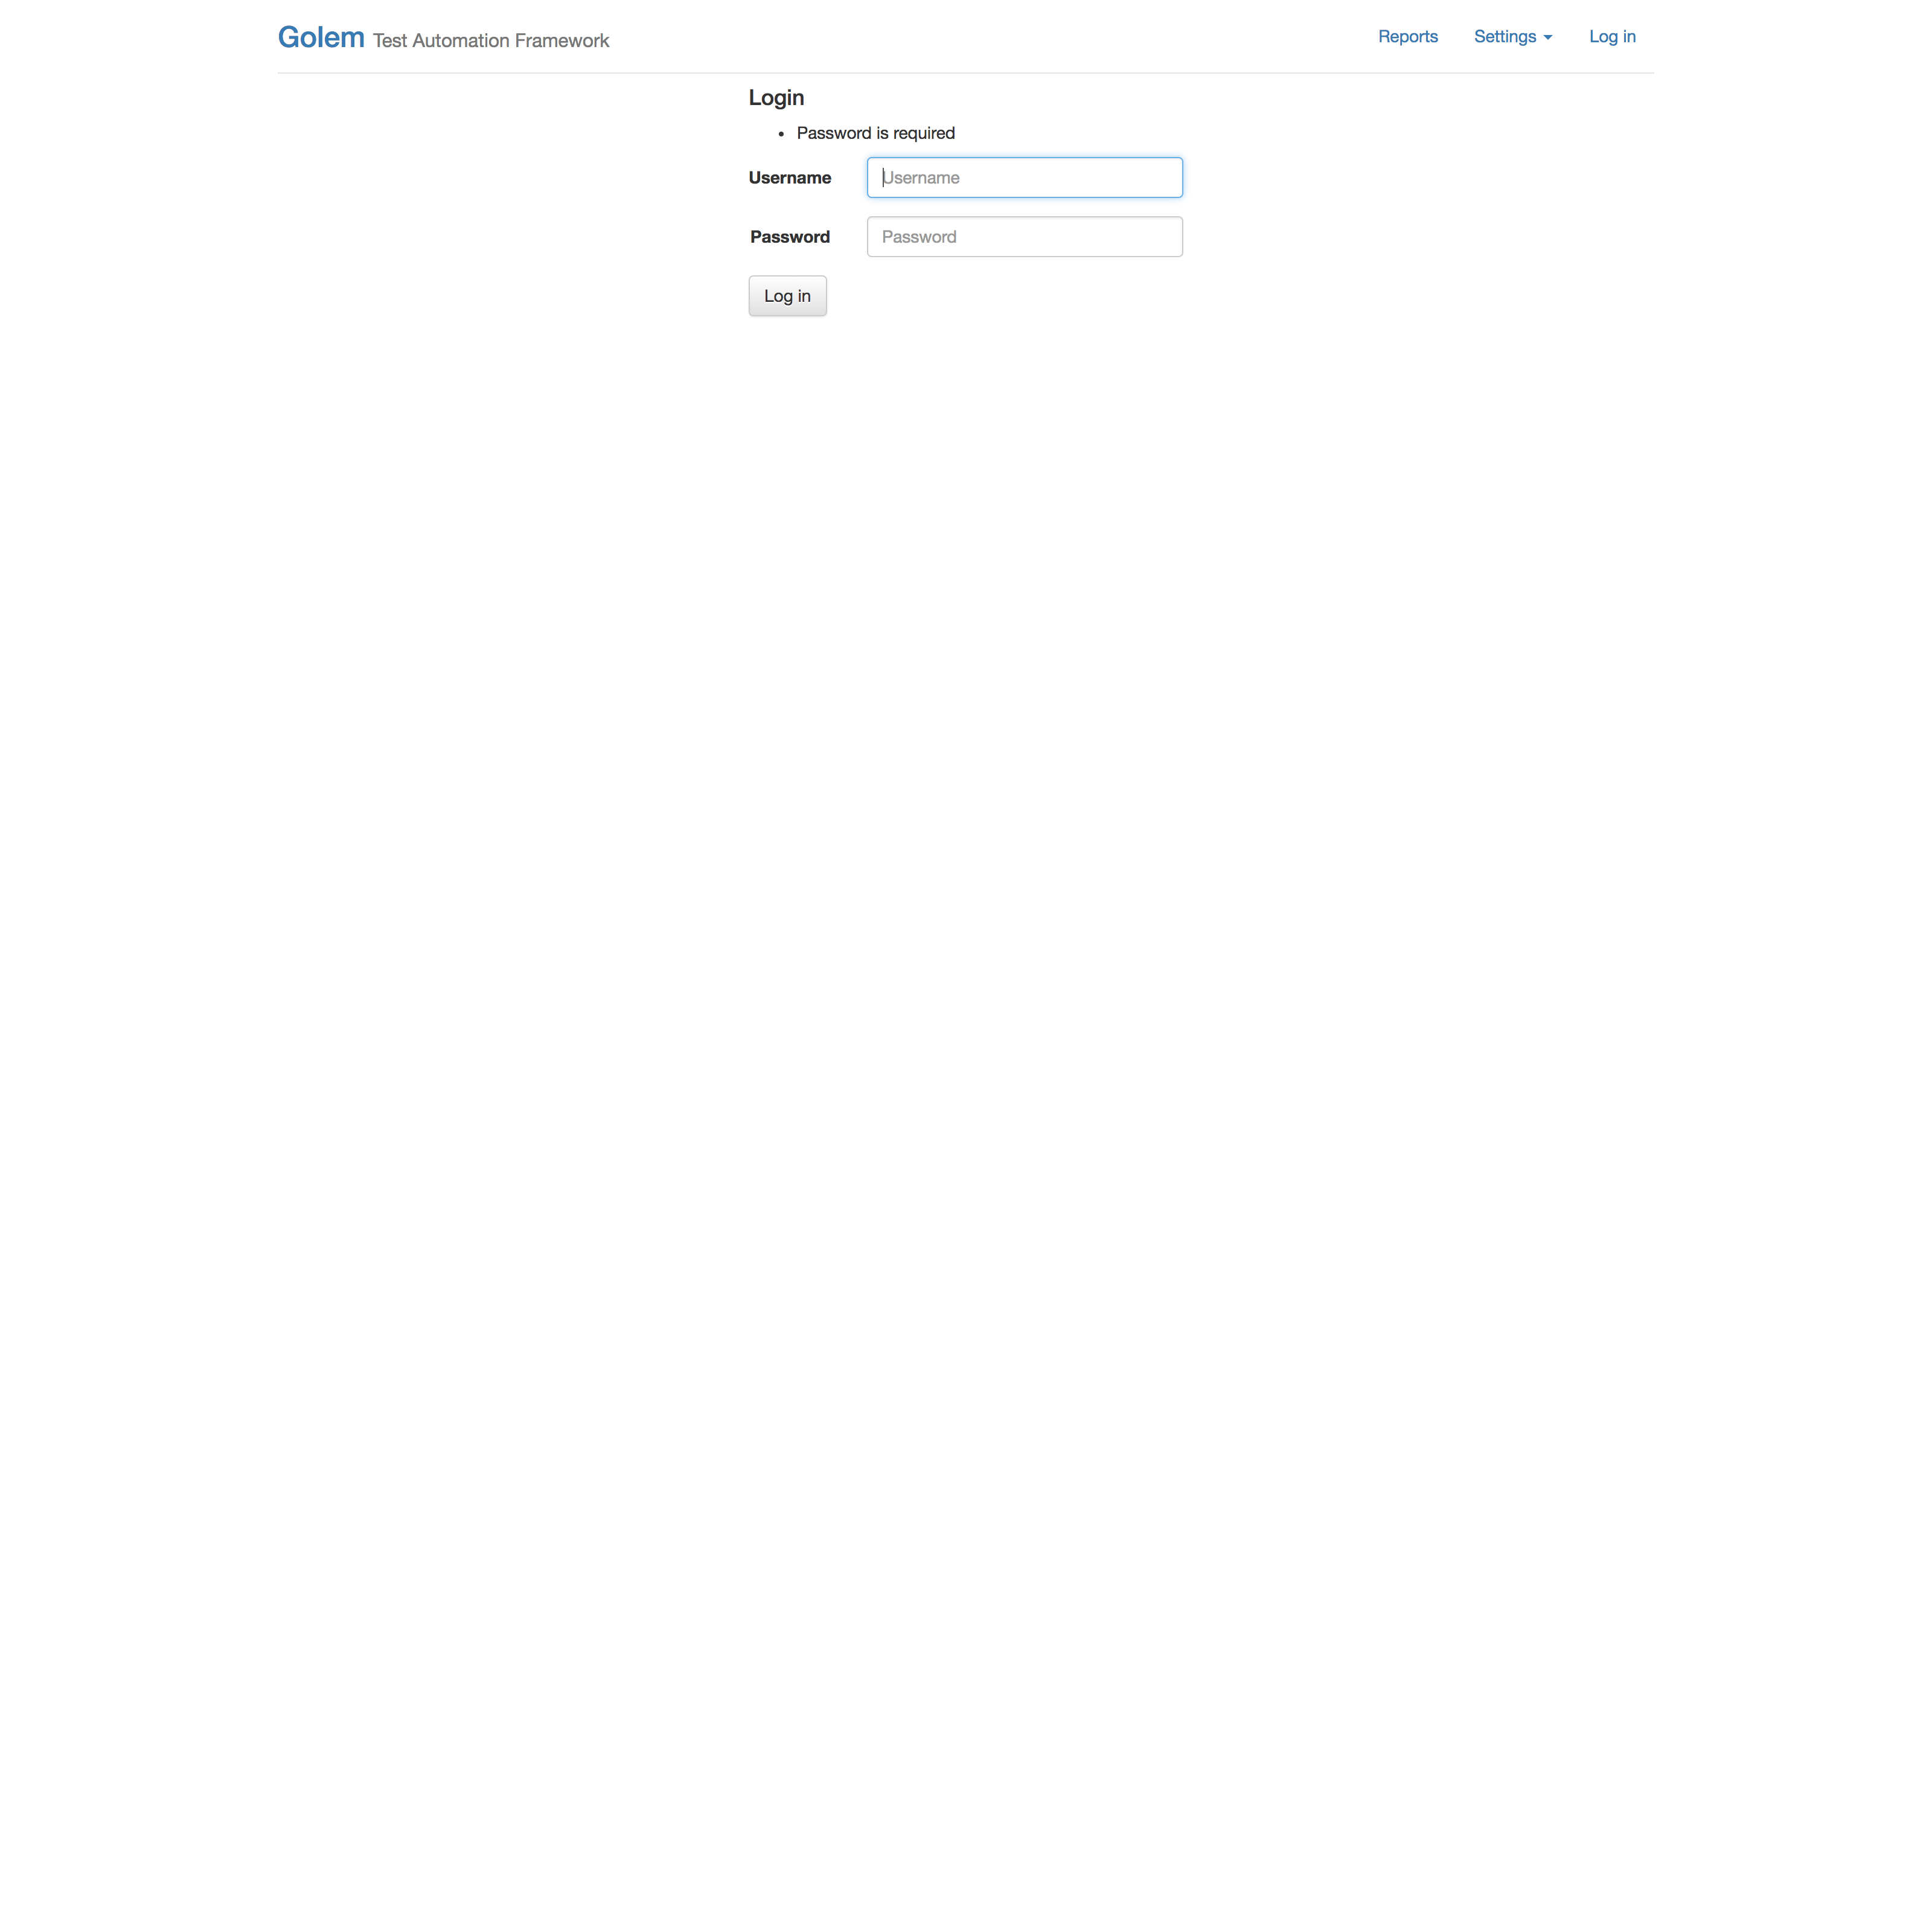 Golem Test Automation Framework
Reports Settings Log in
Login
Password is required
Username Username
Password Password
Log in